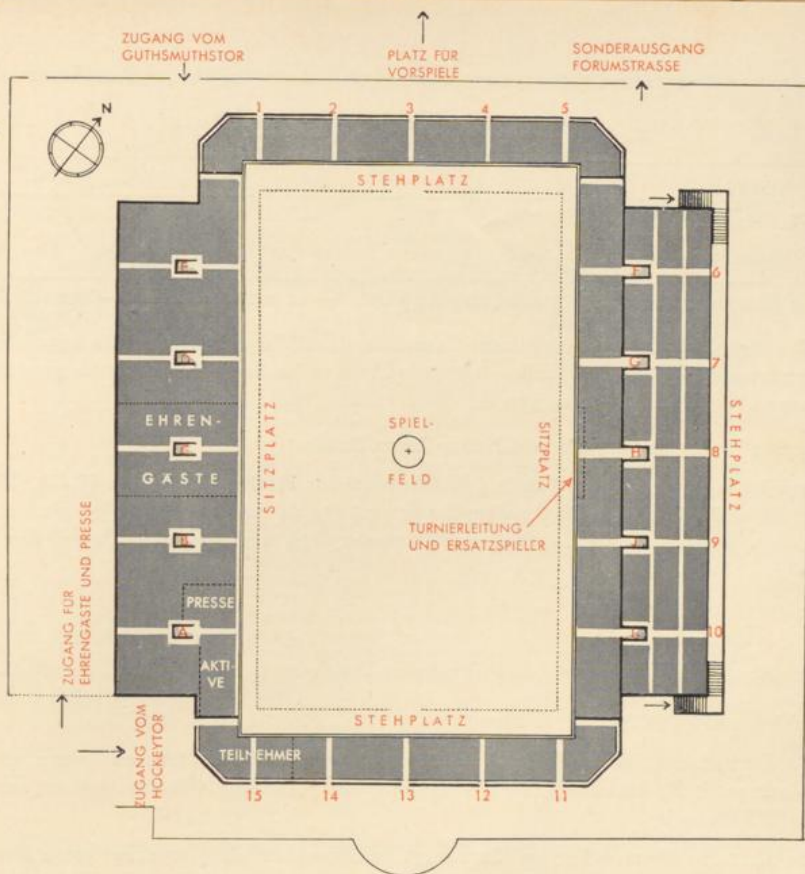 ZUGANG VOM
GUTHSMUTHSTOR
PLATZ FÜR
VORSPIELE
SONDERAUSGANG
FORUMSTRASSE
N
1
2
3
4
5
STEHPLATZ
E
D
EHREN-
C
GÄSTE
B
PRESSE
A
AKTI-
VE
SITZPLATZ
SPIEL-
FELD
SITZPLATZ
TURNIERLEITUNG
UND ERSATZSPIELER
F
G
H
J
6
7
8
9
10
STEHPLATZ
ZUGANG FÜR
EHRENGÄSTE UND PRESSE
ZUGANG VOM
HOCKEYTOR
STEHPLATZ
TEILNEHMER
15
14
13
12
11